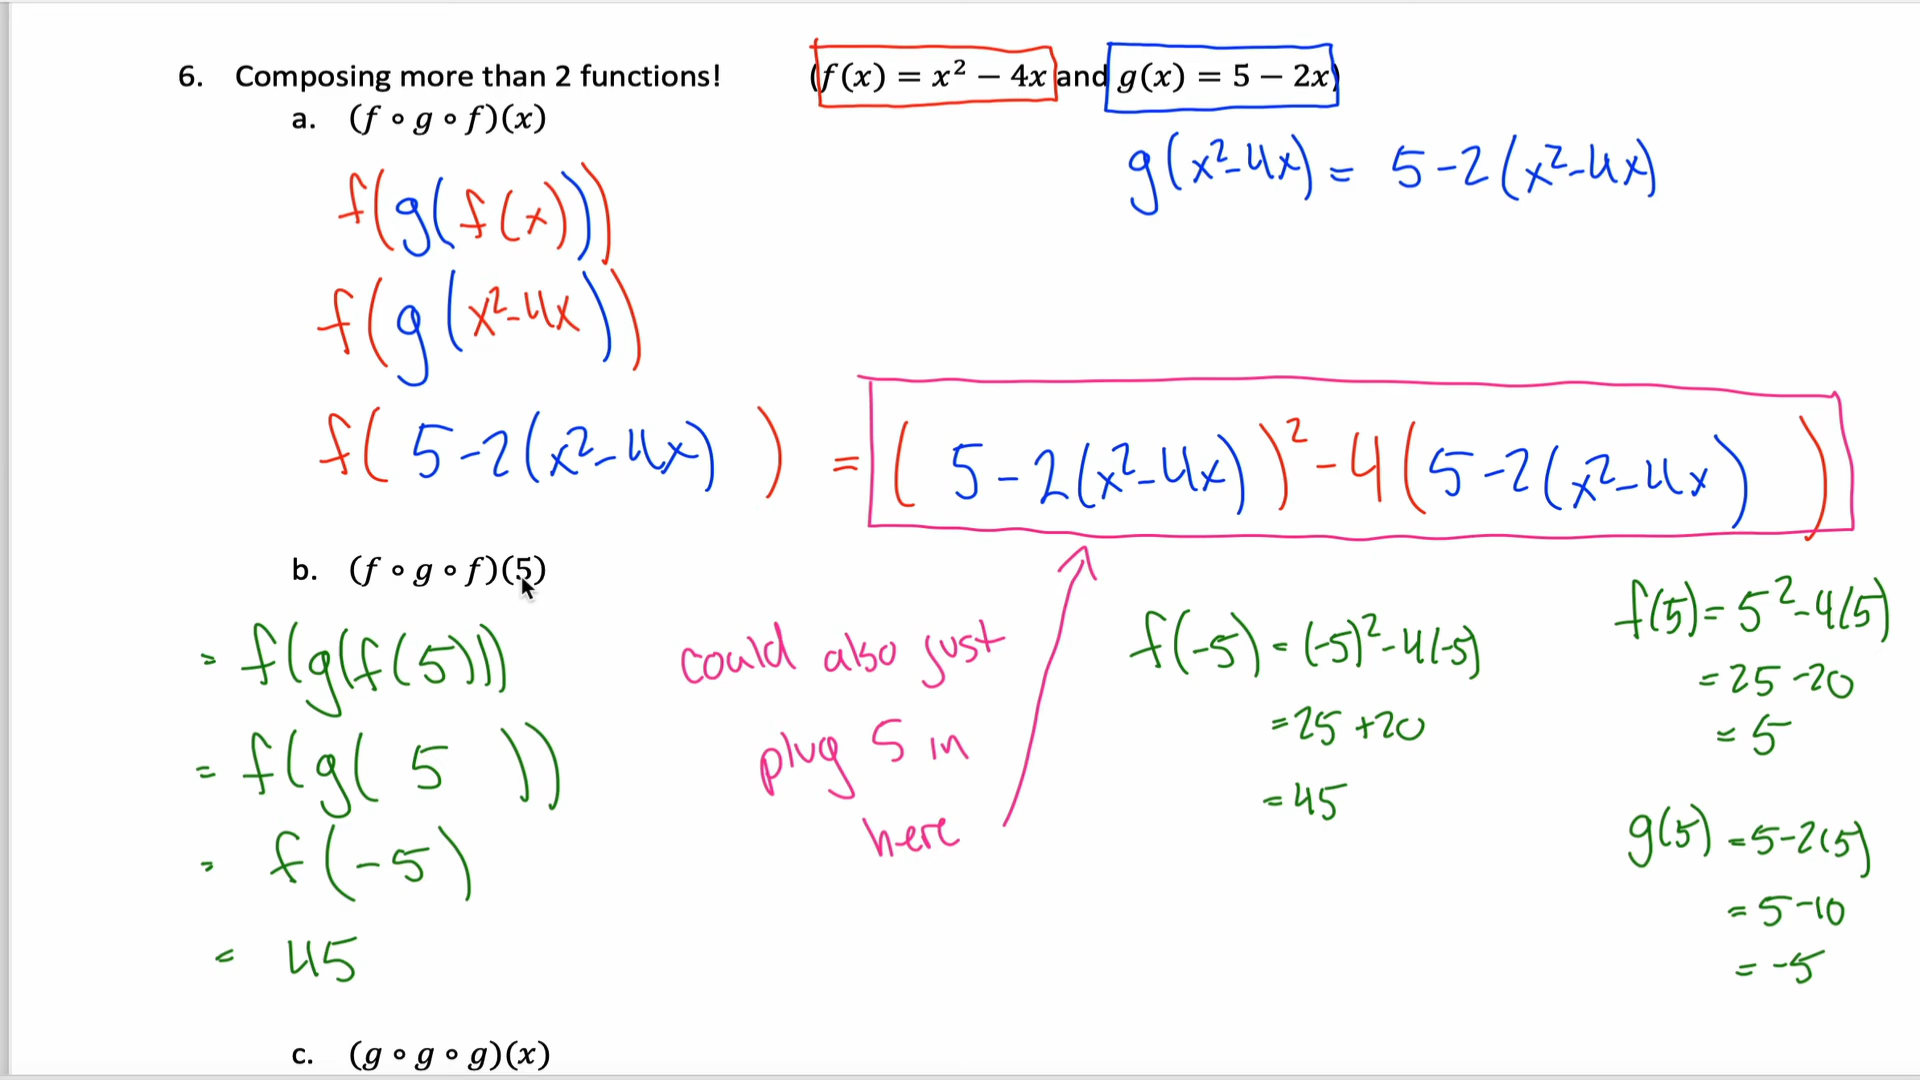 6. Composing more than 2 functions! (f(x) = x² − 4x and g(x) = 5 − 2x)
a. (f ∘ g ∘ f)(x)
g(x²-4x) = 5-2(x²-4x)
f(g(f(x)))
f(g(x²-4x))
f( 5-2(x²-4x) ) = ( 5-2(x²-4x))² - 4(5-2(x²-4x) )
b. (f ∘ g ∘ f)(5)
= f(g(f(5)))
= f(g( 5 ))
= f(-5)
= 45
could also just
plug 5 in
here
f(-5) = (-5)²-4(-5)
= 25 +20
= 45
f(5) = 5²-4(5)
= 25 -20
= 5
g(5) = 5-2(5)
= 5-10
= -5
c. (g ∘ g ∘ g)(x)